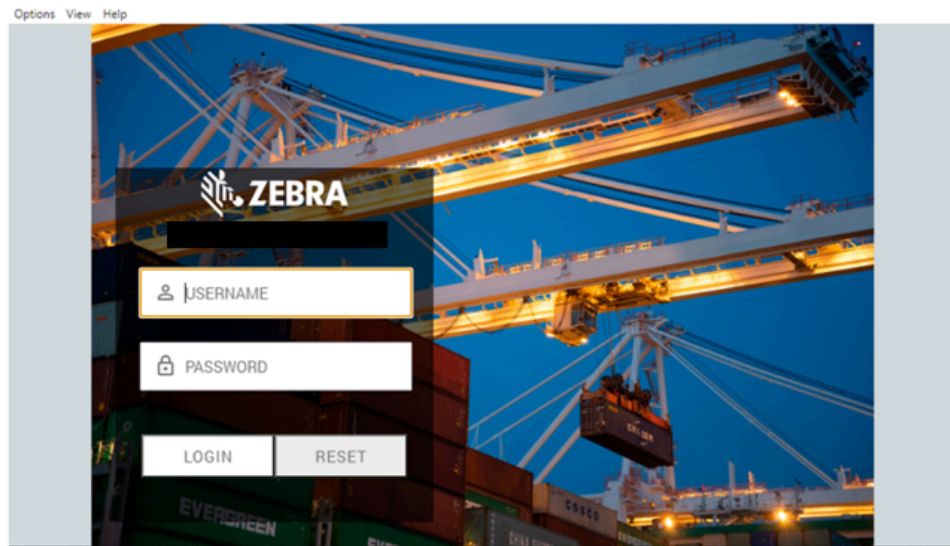 Options View Help
ZEBRA
USERNAME
PASSWORD
LOGIN RESET
EVERGREEN
COSCO